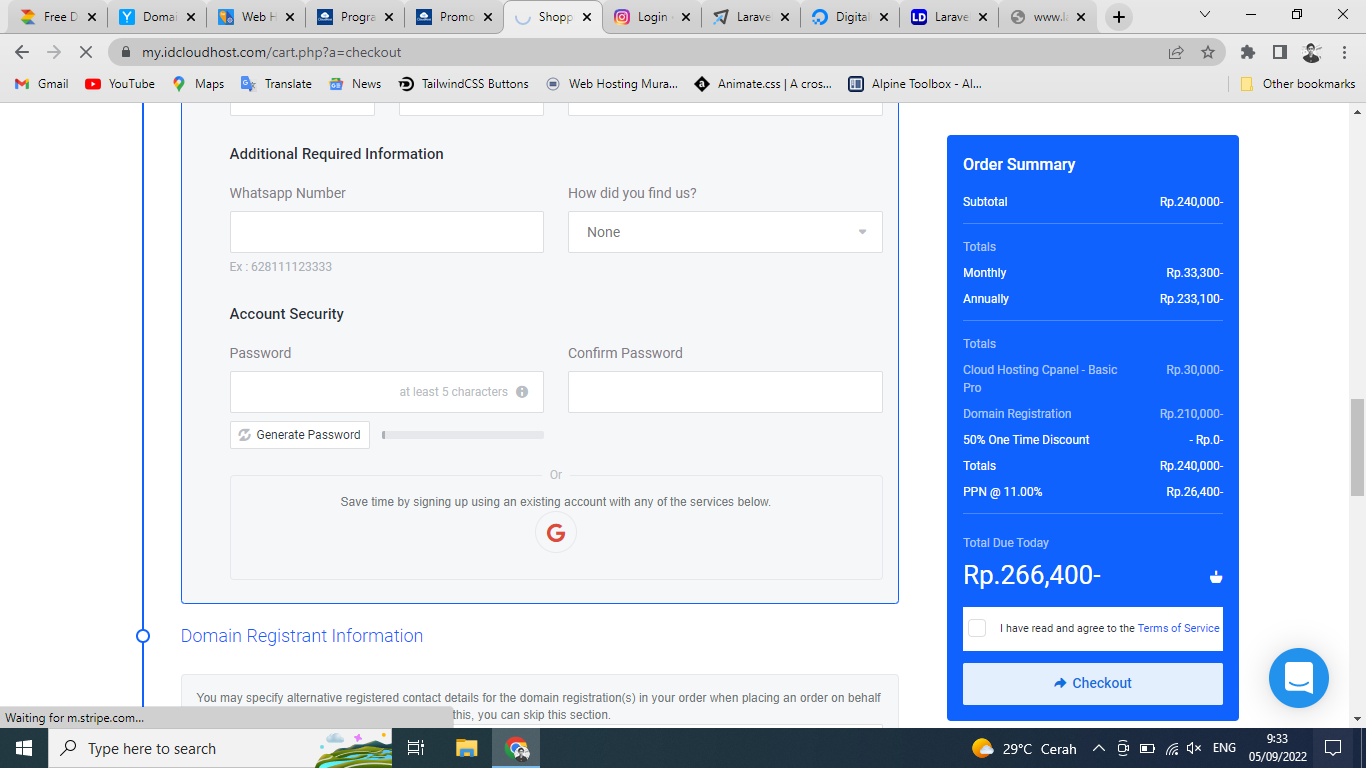 Free D
Domai
Web H
Progra
Promo
Shopp
Login
Larave
Digital
LD Larave
www.la
my.idcloudhost.com/cart.php?a=checkout
Gmail
YouTube
Maps
Translate
News
TailwindCSS Buttons
Web Hosting Mura...
Animate.css | A cros...
Alpine Toolbox - Al...
Other bookmarks
Additional Required Information
Whatsapp Number
How did you find us?
None
Ex : 628111123333
Account Security
Password
Confirm Password
at least 5 characters
Generate Password
Or
Save time by signing up using an existing account with any of the services below.
Domain Registrant Information
You may specify alternative registered contact details for the domain registration(s) in your order when placing an order on behalf
this, you can skip this section.
Order Summary
Subtotal Rp.240,000-
Totals
Monthly Rp.33,300-
Annually Rp.233,100-
Totals
Cloud Hosting Cpanel - Basic Rp.30,000-
Pro
Domain Registration Rp.210,000-
50% One Time Discount - Rp.0-
Totals Rp.240,000-
PPN @ 11.00% Rp.26,400-
Total Due Today
Rp.266,400-
I have read and agree to the Terms of Service
Checkout
Waiting for m.stripe.com...
Type here to search
29°C Cerah
ENG
9:33
05/09/2022